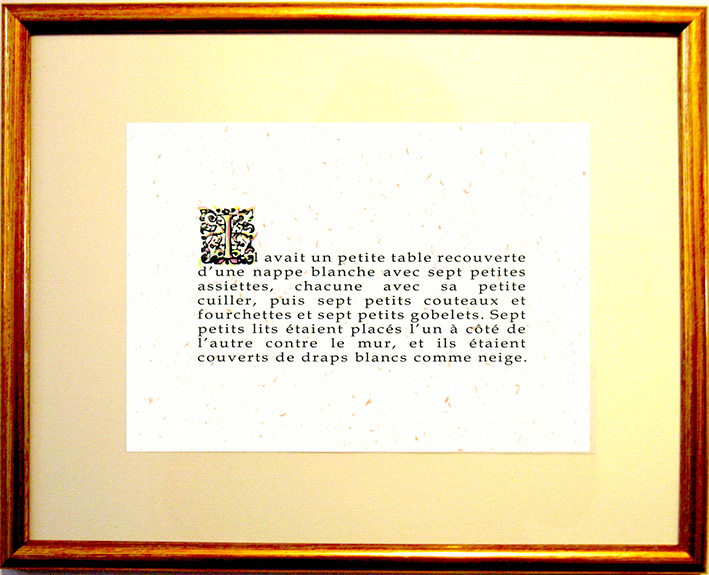 Il avait un petite table recouverte
d'une nappe blanche avec sept petites
assiettes, chacune avec sa petite
cuiller, puis sept petits couteaux et
fourchettes et sept petits gobelets. Sept
petits lits étaient placés l'un à côté de
l'autre contre le mur, et ils étaient
couverts de draps blancs comme neige.